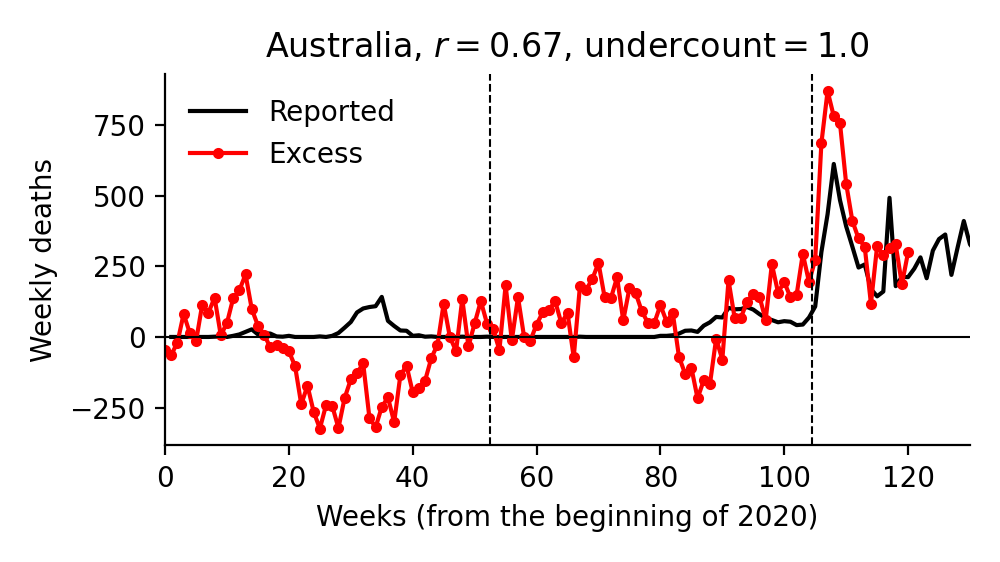 Australia, r = 0.67, undercount = 1.0
Reported
Excess
Weekly deaths
750
500
250
0
−250
0 20 40 60 80 100 120
Weeks (from the beginning of 2020)